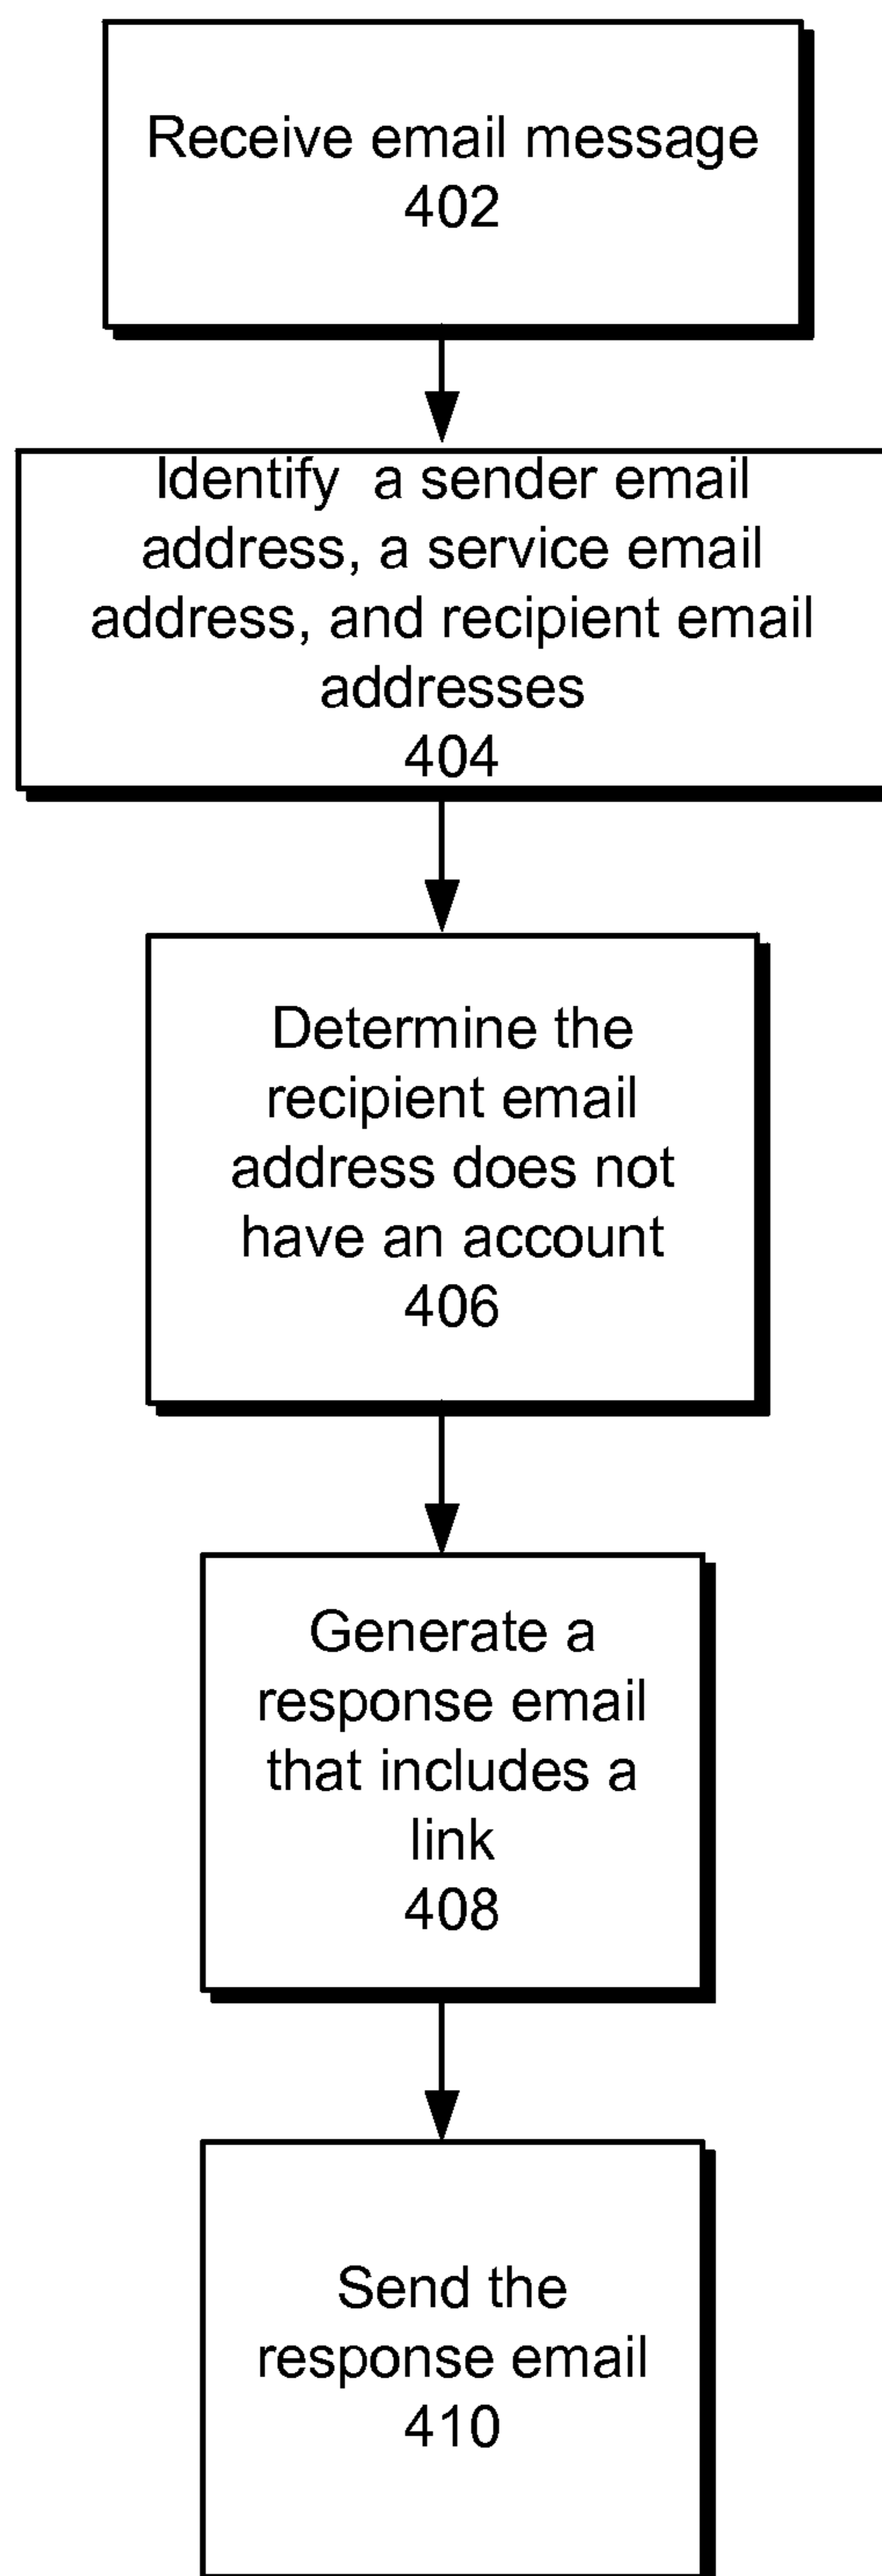 Receive email message
402
Identify  a sender email
address, a service email
address, and recipient email
addresses
404
Determine the
recipient email
address does not
have an account
406
Generate a
response email
that includes a
link
408
Send the
response email
410